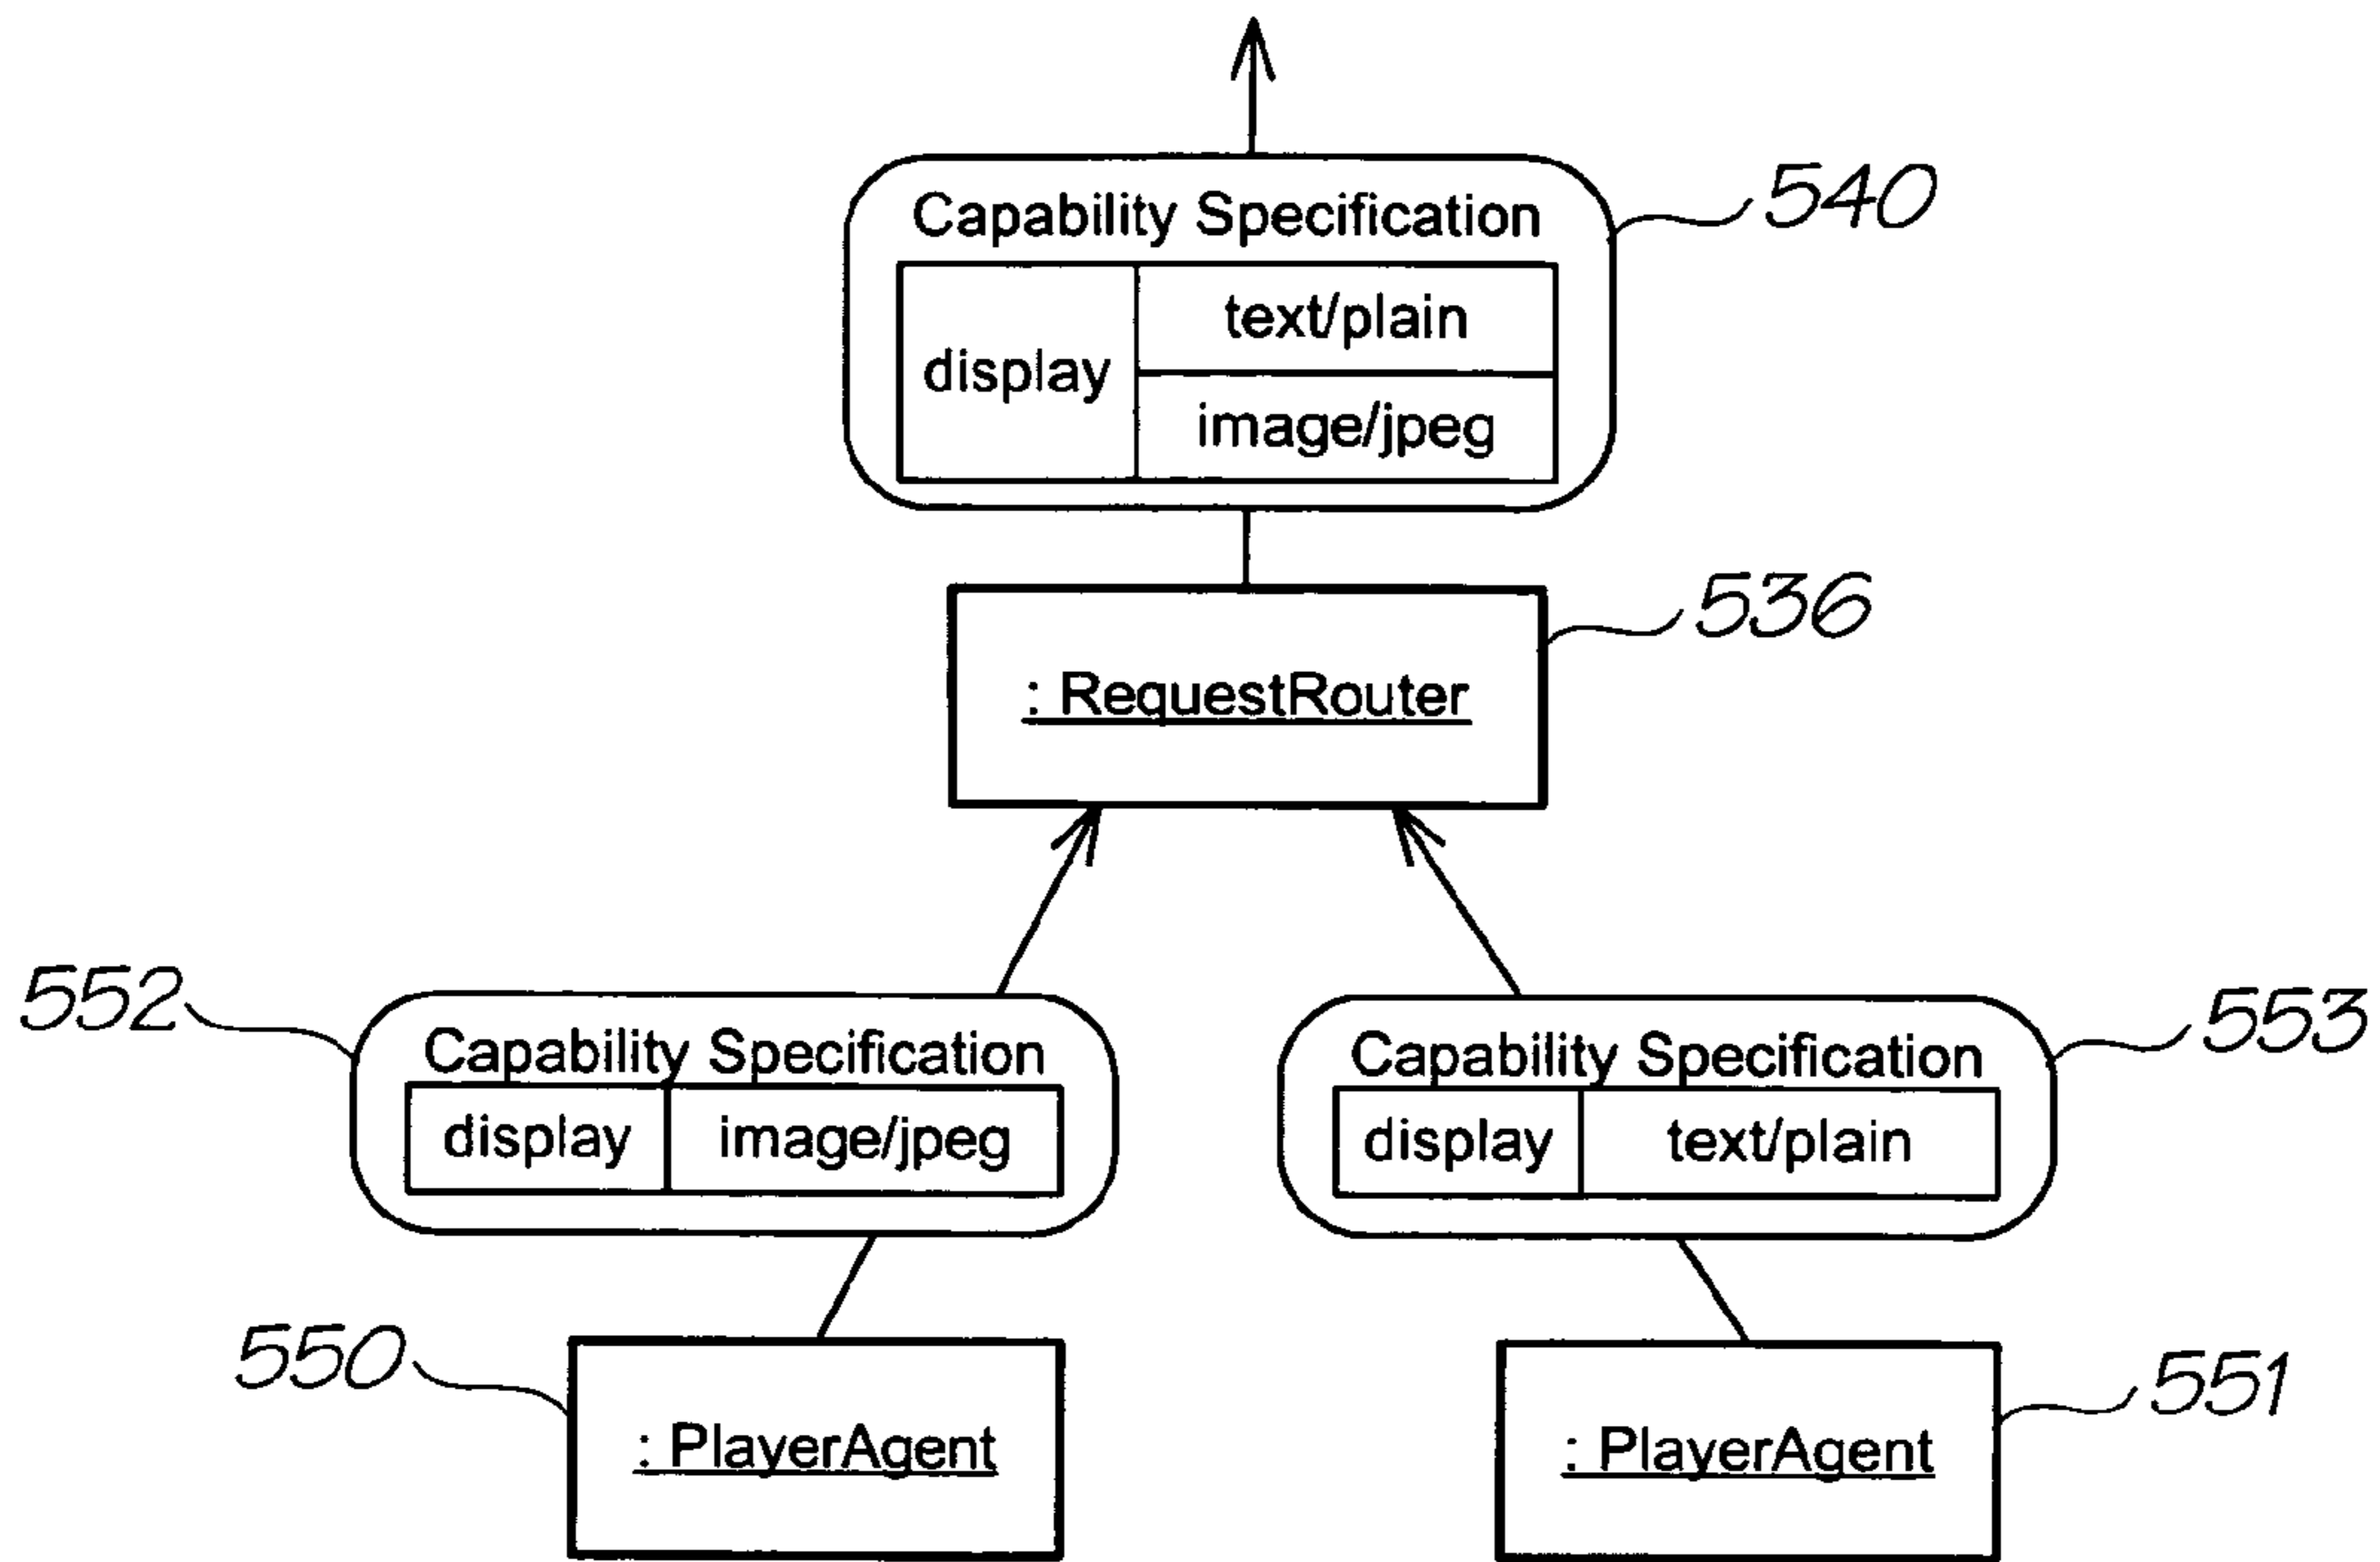 Capability Specification
540
display
text/plain
image/jpeg
536
: RequestRouter
552
Capability Specification
display
image/jpeg
553
Capability Specification
display
text/plain
550
: PlayerAgent
551
: PlayerAgent